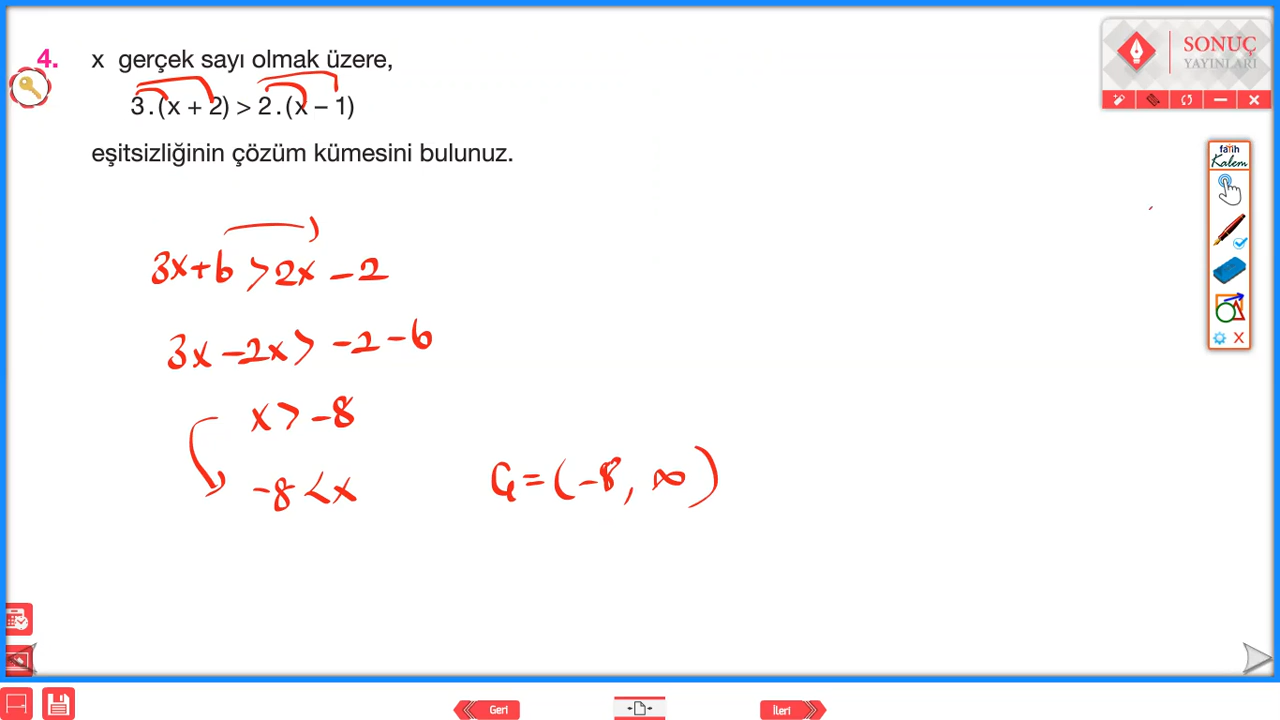 4. x gerçek sayı olmak üzere,
3.(x + 2) > 2.(x – 1)
eşitsizliğinin çözüm kümesini bulunuz.
3x+6 > 2x – 2
3x – 2x > –2 – 6
x > –8
–8 < x
Ç = (–8, ∞)
SONUÇ
YAYINLARI
fatih
Kalem
Geri
İleri